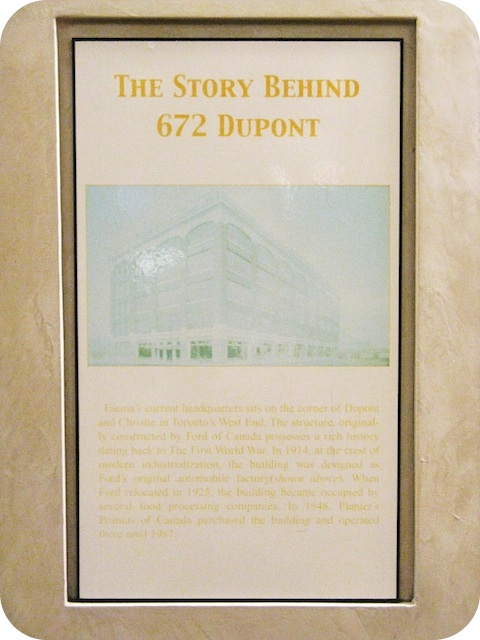 THE STORY BEHIND
672 DUPONT
current headquarters sits on the corner of Dupont
and Christie in Toronto's West End. The structure, original-
ly constructed by Ford of Canada possesses a rich history
dating back to The First World War. In 1914, at the crest of
modern industrialization, the building was designed as
Ford's original automobile factory(shown above). When
Ford relocated in 1925, the building became occupied by
several food processing companies. In 1948, Planter's
Peanuts of Canada purchased the building and operated
there until 1987.